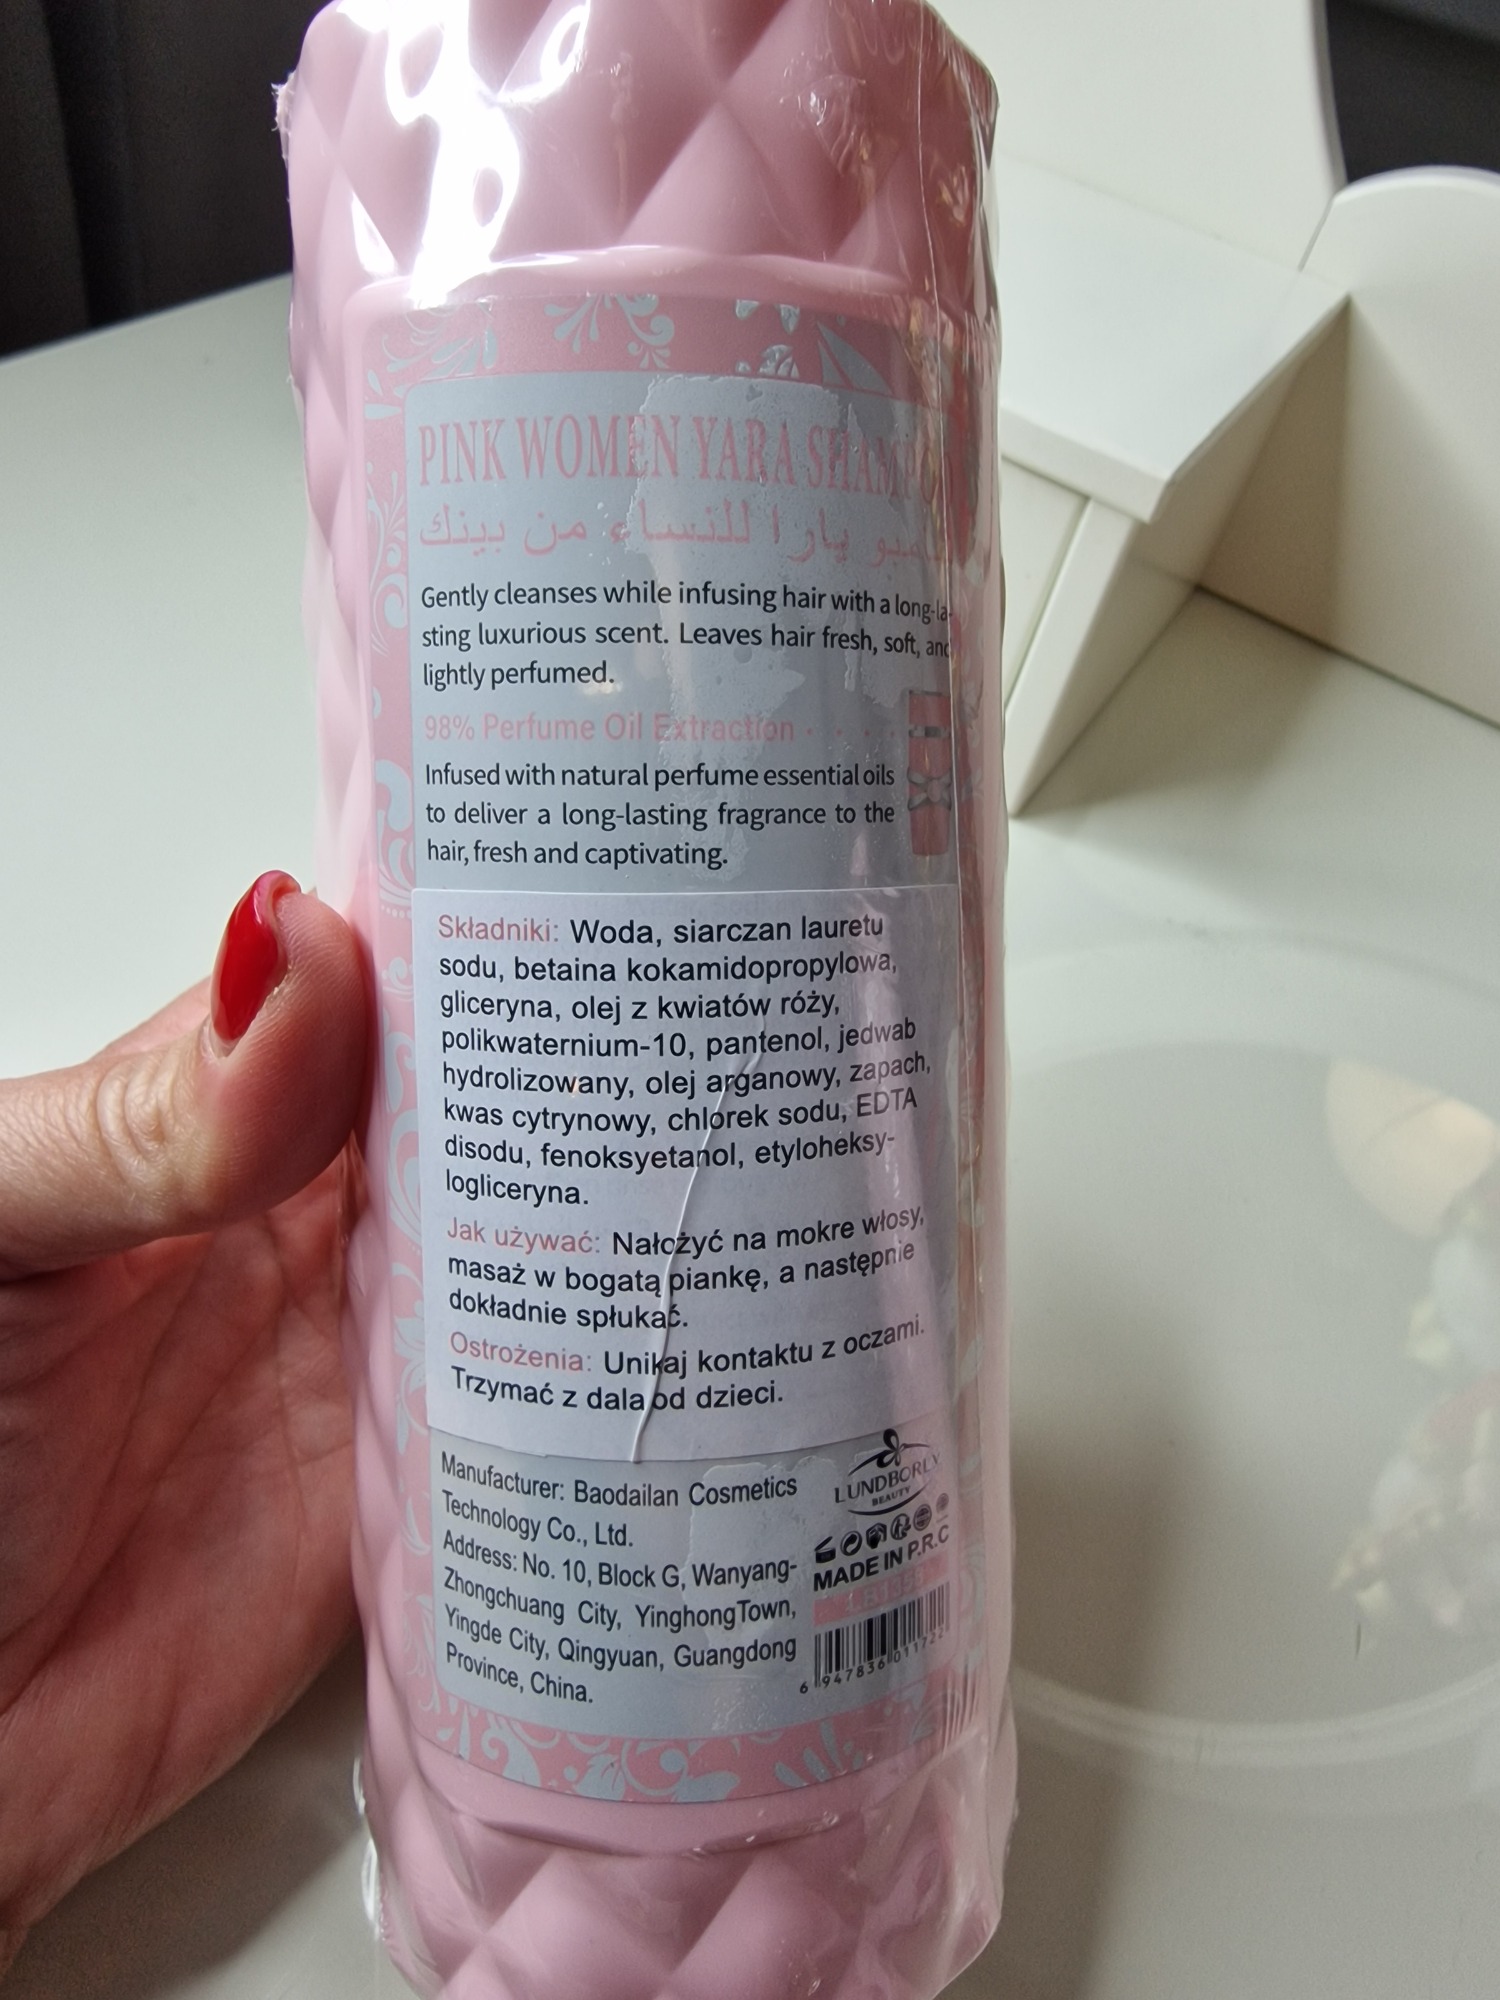 PINK WOMEN YARA
للنساء من بينك يارا
Gently cleanses while infusing hair with a long-la-
sting luxurious scent. Leaves hair fresh, soft, and
lightly perfumed.
98% Perfume Oil Extraction
Infused with natural perfume essential oils
to deliver a long-lasting fragrance to the
hair, fresh and captivating.
Składniki: Woda, siarczan lauretu
sodu, betaina kokamidopropylowa,
gliceryna, olej z kwiatów róży,
polikwaternium-10, pantenol, jedwab
hydrolizowany, olej arganowy, zapach,
kwas cytrynowy, chlorek sodu, EDTA
disodu, fenoksyetanol, etyloheksy-
logliceryna.
Jak używać: Nałożyć na mokre włosy,
masaż w bogatą piankę, a następnie
dokładnie spłukać.
Ostrożenia: Unikaj kontaktu z oczami.
Trzymać z dala od dzieci.
Manufacturer: Baodailan Cosmetics
Technology Co., Ltd.
Address: No. 10, Block G, Wanyang-
Zhongchuang City, YinghongTown,
Yingde City, Qingyuan, Guangdong
Province, China.
LUNDBORLY
BEAUTY
MADE IN P.R.C